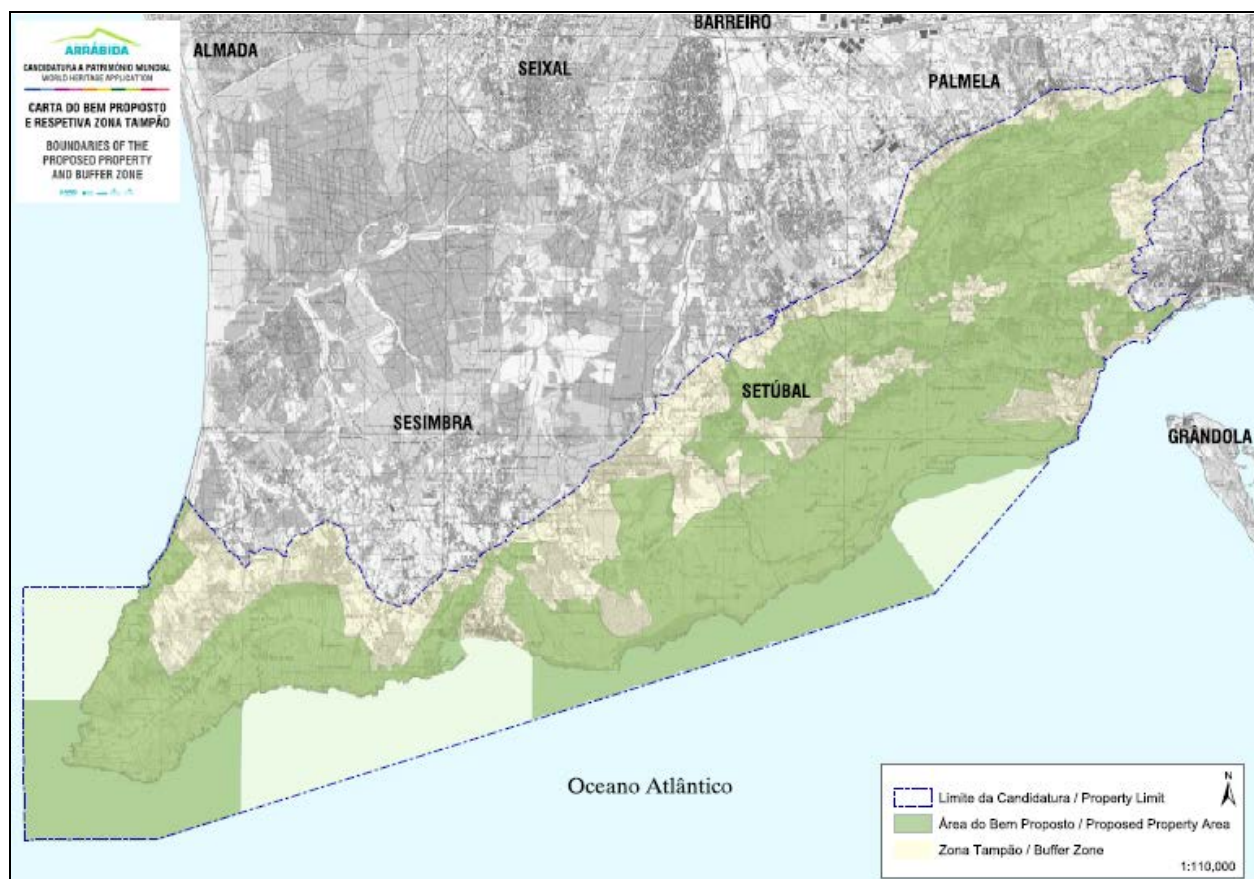 ARRÁBIDA
CANDIDATURA A PATRIMÓNIO MUNDIAL
WORLD HERITAGE APPLICATION
CARTA DO BEM PROPOSTO
E RESPETIVA ZONA TAMPÃO
BOUNDARIES OF THE
PROPOSED PROPERTY
AND BUFFER ZONE
ALMADA
BARREIRO
SEIXAL
PALMELA
SETÚBAL
SESIMBRA
GRÂNDOLA
Oceano Atlântico
N
Limite da Candidatura / Property Limit
Área do Bem Proposto / Proposed Property Area
Zona Tampão / Buffer Zone
1:110,000